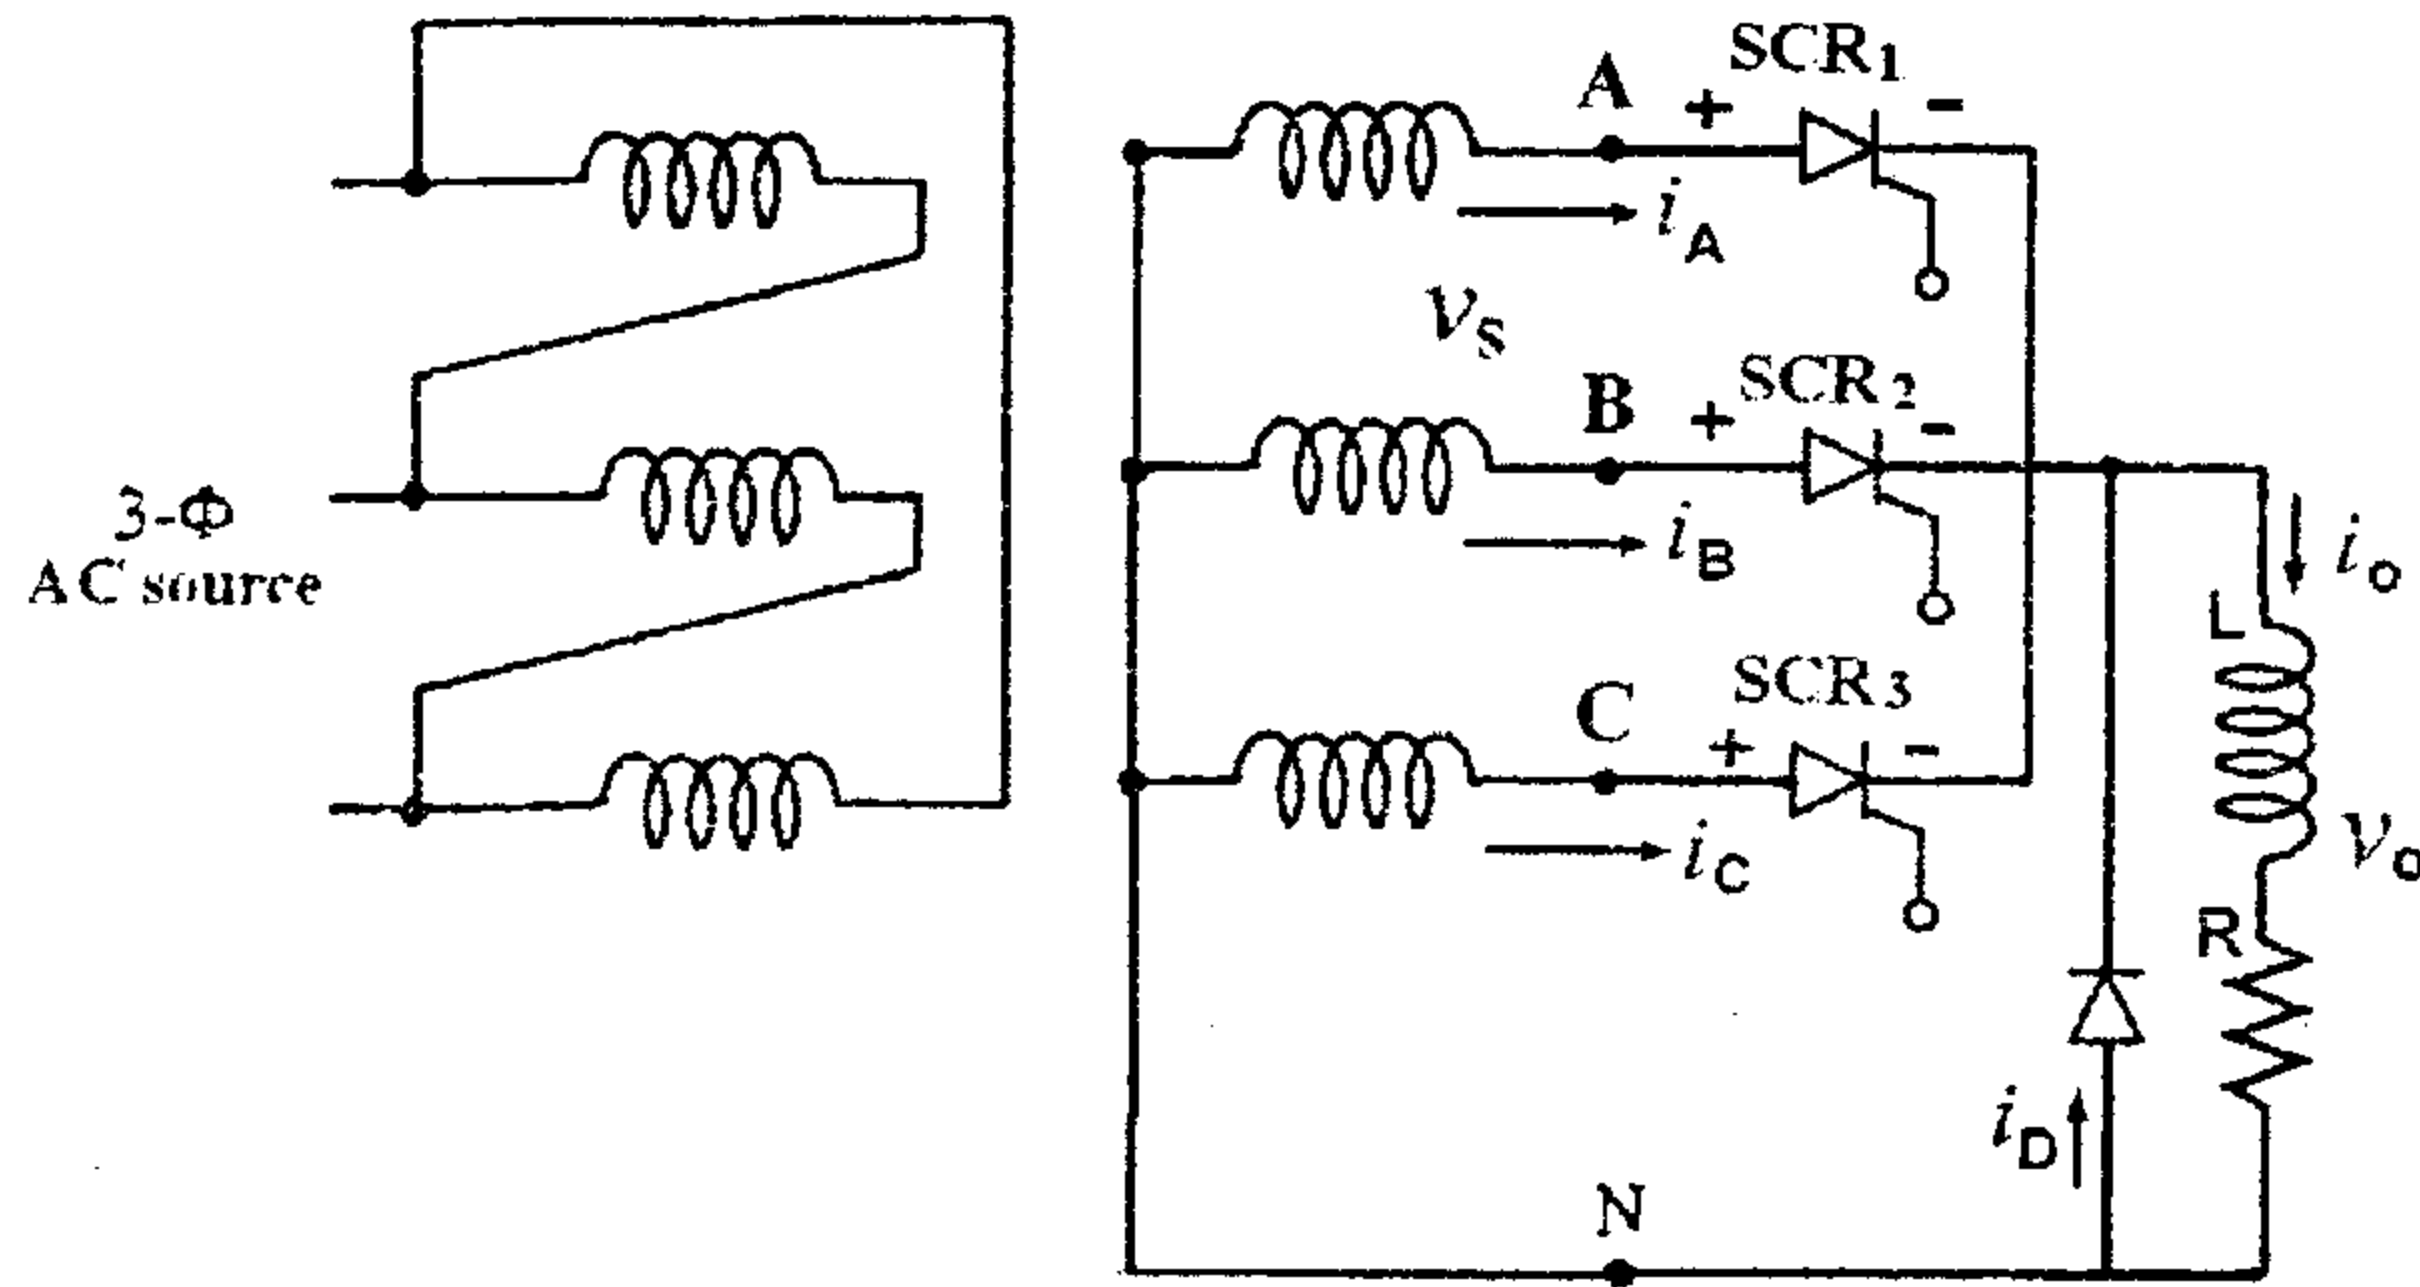 SCR1
A
+
-
iA
vS
SCR2
B
+
-
3-Φ
AC source
iB
iO
L
SCR3
C
+
-
vO
iC
R
iD
N